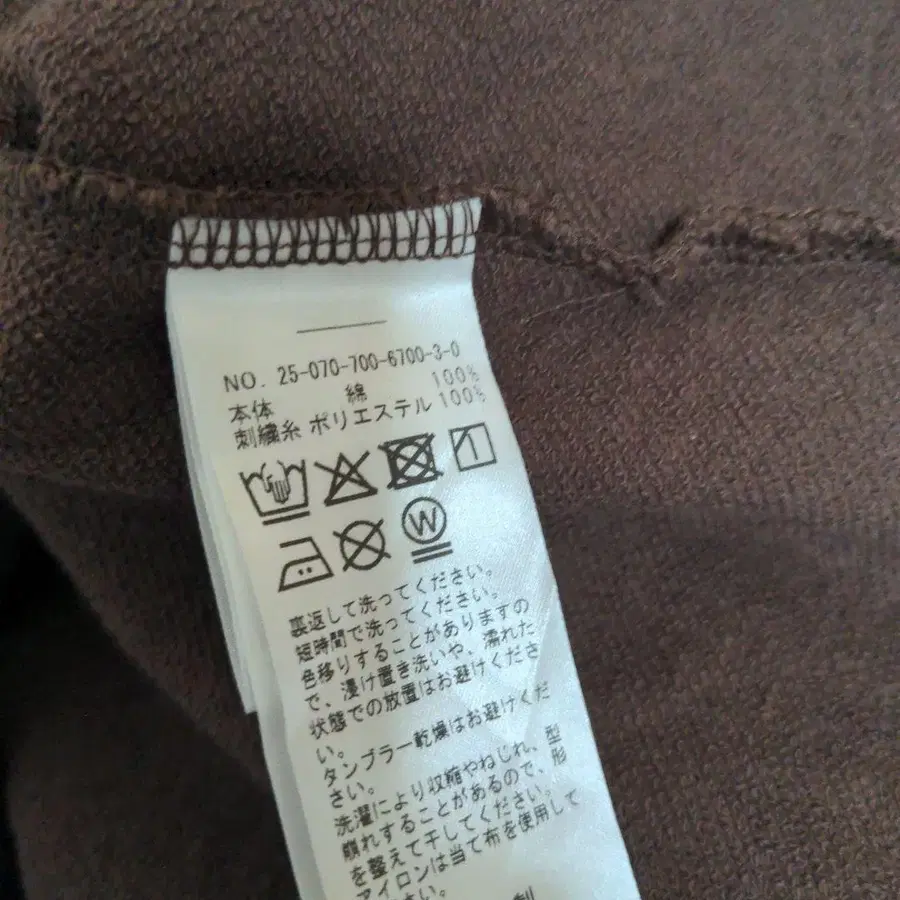 NO. 25-070-700-6700-3-0
本体 綿 100%
刺繍糸 ポリエステル 100%
W
裏返して洗ってください。
短時間で洗ってください。
色移りすることがありますの
で、浸け置き洗いや、濡れた
状態での放置はお避けくださ
い。
タンブラー乾燥はお避けくだ
さい。
洗濯により収縮やねじれ、型
崩れすることがあるので、形
を整えて干してください。
アイロンは当て布を使用して
さい。